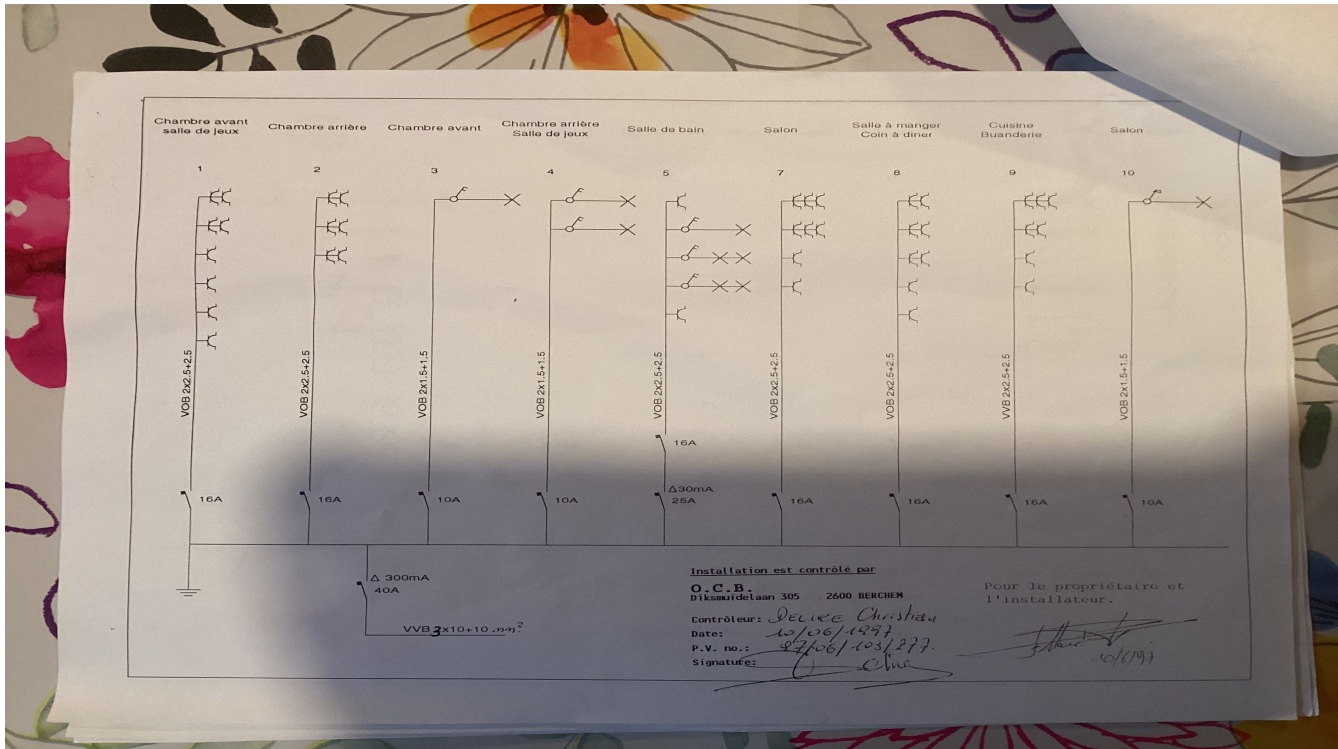 Chambre avant
salle de jeux
Chambre arrière
Chambre avant
Chambre arrière
Salle de jeux
Salle de bain
Salon
Salle à manger
Coin à diner
Cuisine
Buanderie
Salon
1 2 3 4 5 7 8 9 10
VOB 2x2.5+2.5
VOB 2x2.5+2.5
VOB 2x1.5+1.5
VOB 2x1.5+1.5
VOB 2x2.5+2.5
VOB 2x2.5+2.5
VOB 2x2.5+2.5
VVB 2x2.5+2.5
VOB 2x1.5+1.5
16A
16A
16A
10A
10A
Δ30mA
25A
16A
16A
16A
10A
Δ 300mA
40A
VVB 3x10+10 mm²
Installation est contrôlé par
O.C.B.
Diksmuidelaan 305 2600 BERCHEM
Contrôleur: Christian
Date: 10/06/1997.
P.V. no.: 97/06/103/277.
Signature:
Pour le propriétaire et
l'installateur.
10/6/97